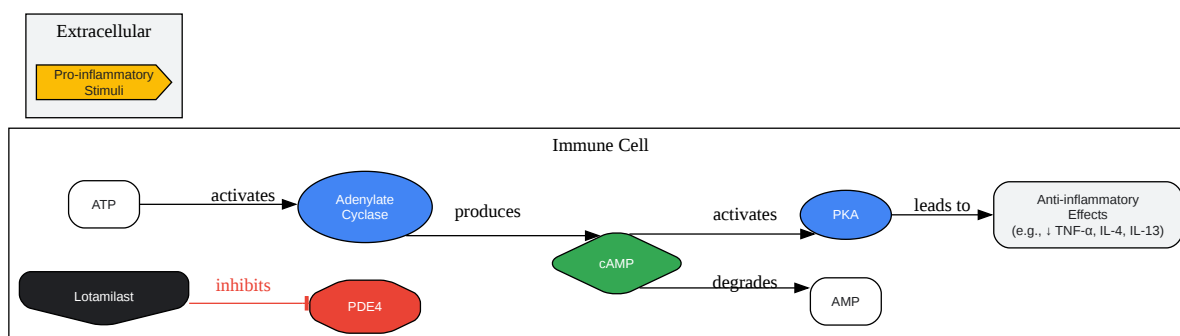 Extracellular
Pro-inflammatory
Stimuli
Immune Cell
ATP
activates
Adenylate
Cyclase
produces
cAMP
activates
PKA
leads to
Anti-inflammatory
Effects
(e.g., ↓ TNF-α, IL-4, IL-13)
degrades
AMP
Lotamilast
inhibits
PDE4